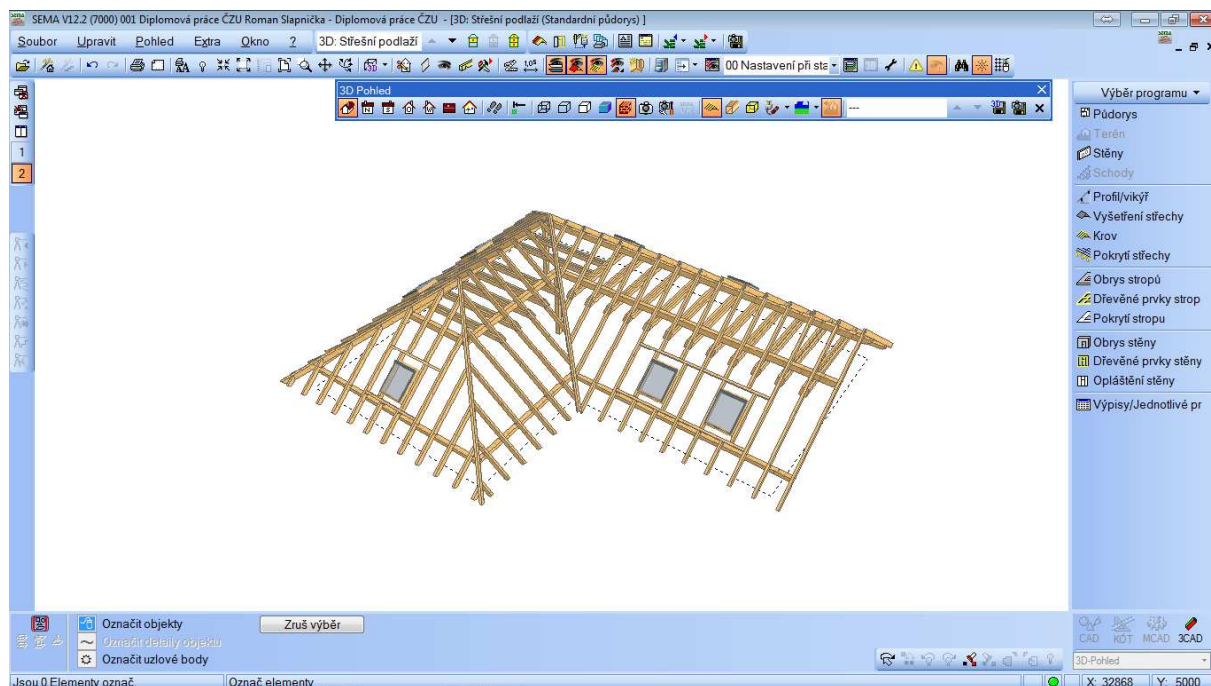 SEMA V12.2 (7000) 001 Diplomová práce ČZU Roman Slapnička - Diplomová práce ČZU - [3D: Střešní podlaží (Standardní půdorys) ]
Soubor Upravit Pohled Extra Okno ? 3D: Střešní podlaží
00 Nastavení při sta
3D Pohled
---
1
2
Výběr programu
Půdorys
Terén
Stěny
Schody
Profil/vikýř
Vyšetření střechy
Krov
Pokrytí střechy
Obrys stropů
Dřevěné prvky strop
Pokrytí stropu
Obrys stěny
Dřevěné prvky stěny
Opláštění stěny
Výpisy/Jednotlivé pr
Označit objekty
Zruš výběr
Označit detaily objektu
Označit uzlové body
CAD KÓT MCAD 3CAD
3D-Pohled
Jsou 0 Elementy označ. Označ elementy X: 32868 Y: 5000